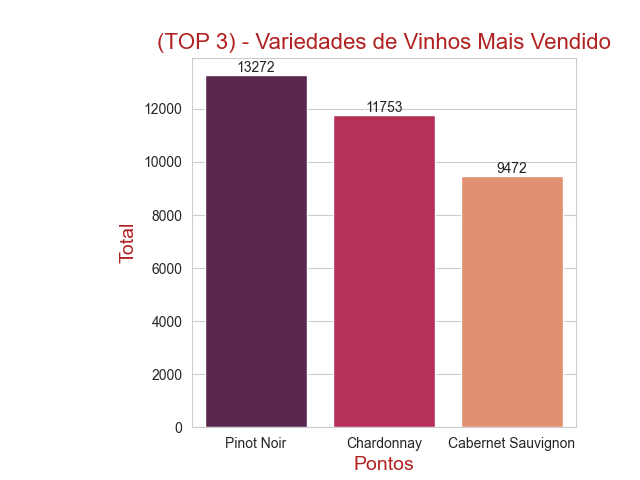 (TOP 3) - Variedades de Vinhos Mais Vendido
13272
11753
9472
12000
10000
8000
6000
4000
2000
0
Total
Pinot Noir
Chardonnay
Cabernet Sauvignon
Pontos